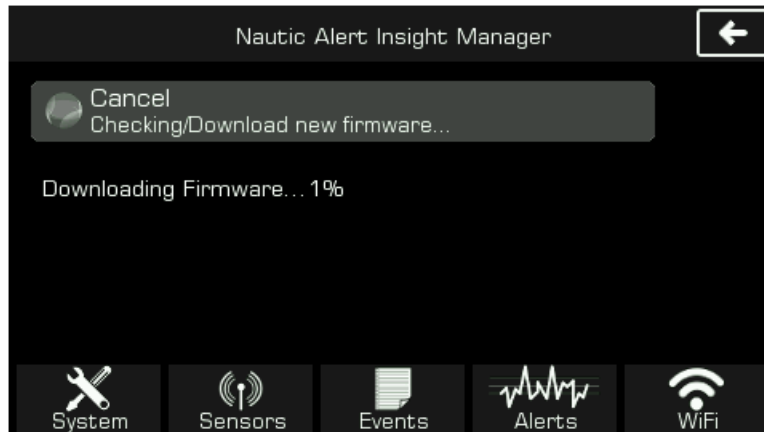 Nautic Alert Insight Manager
Cancel
Checking/Download new firmware...
Downloading Firmware...1%
System
Sensors
Events
Alerts
WiFi